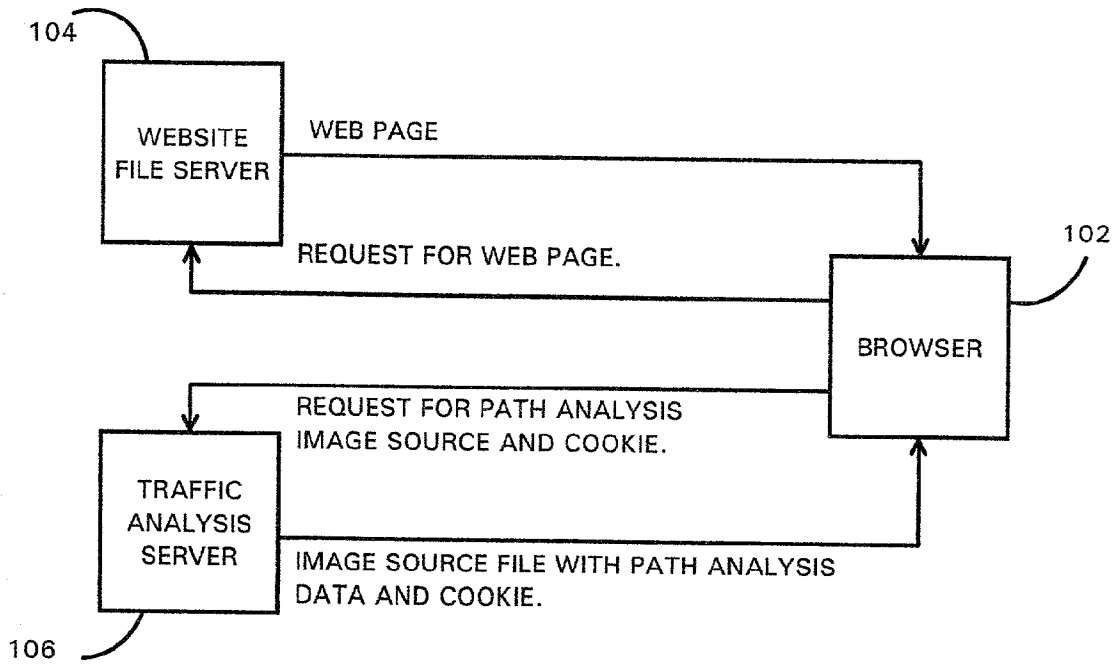 104
WEBSITE
FILE SERVER
WEB PAGE
REQUEST FOR WEB PAGE.
102
BROWSER
REQUEST FOR PATH ANALYSIS
IMAGE SOURCE AND COOKIE.
TRAFFIC
ANALYSIS
SERVER
IMAGE SOURCE FILE WITH PATH ANALYSIS
DATA AND COOKIE.
106